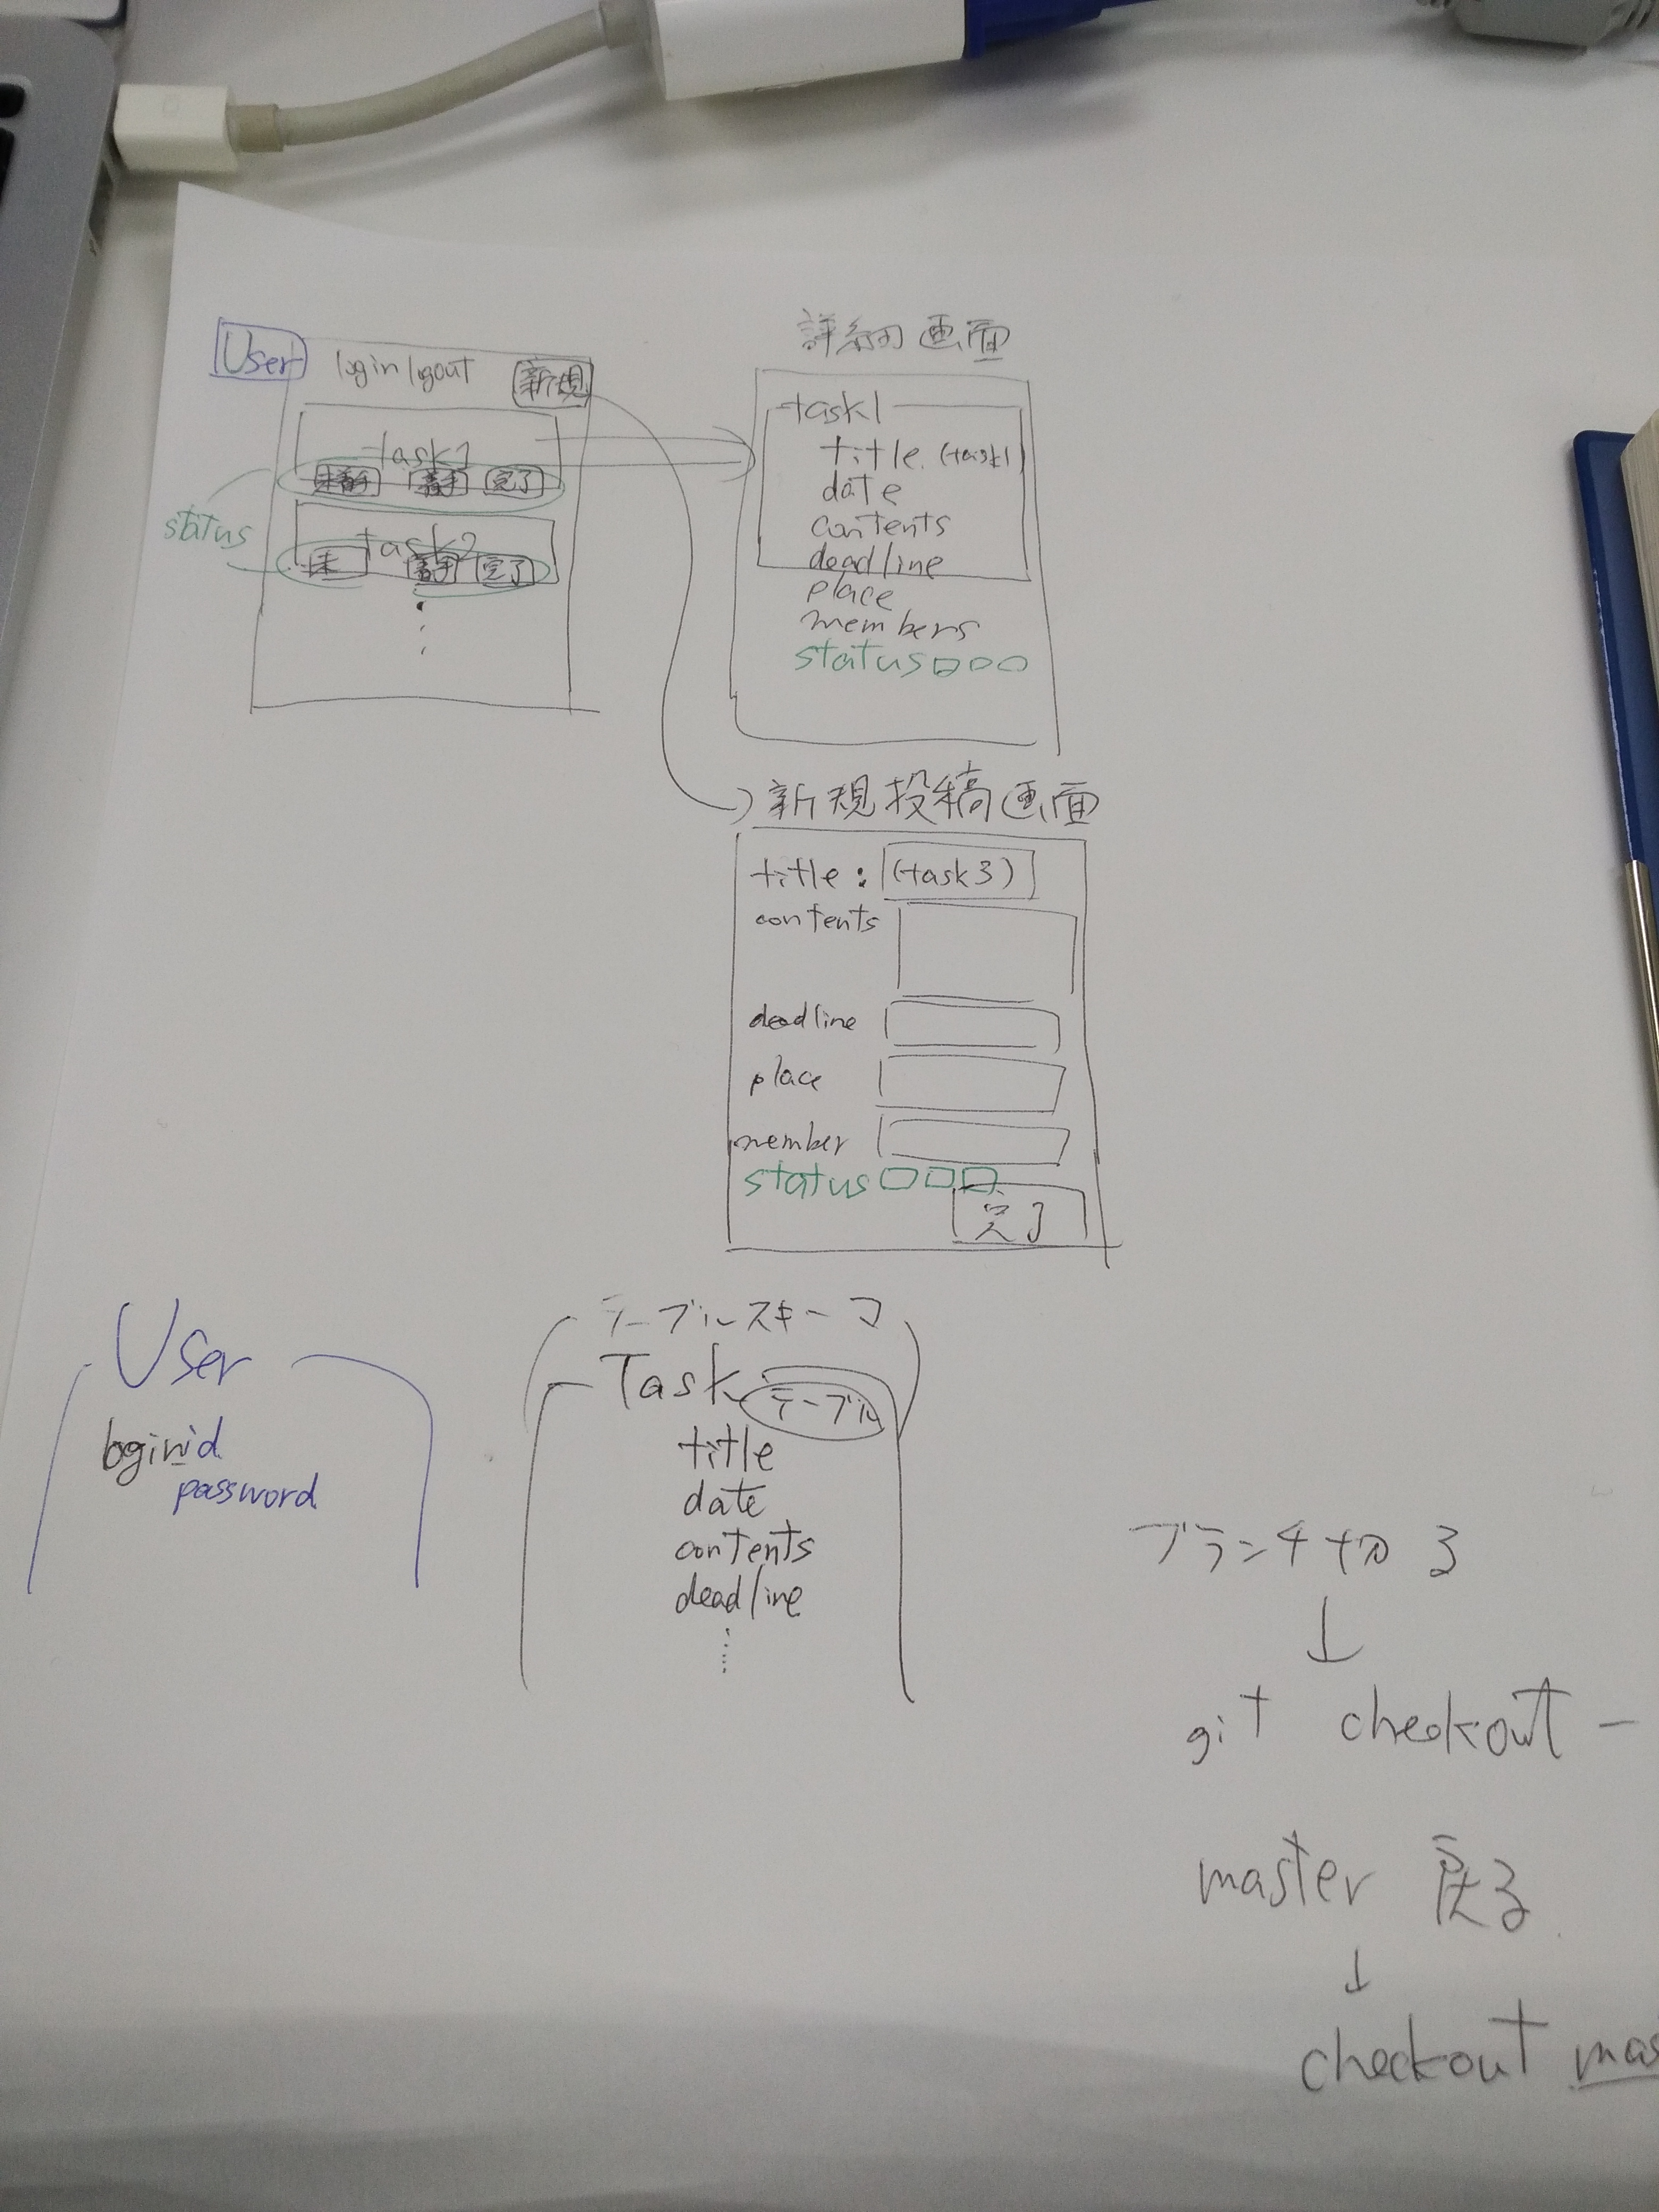 User login logout 新規
task1
未着手 着手 完了
status
task2
未 着手 完了
詳細画面
task1
title (task1)
date
contents
deadline
place
members
status
新規投稿画面
title : (task3)
contents
deadline
place
member
status
完了
User
loginid
password
テーブルスキーマ
Task テーブル
title
date
contents
deadline
ブランチ切る
↓
git checkout -
master 戻る
↓
checkout mas